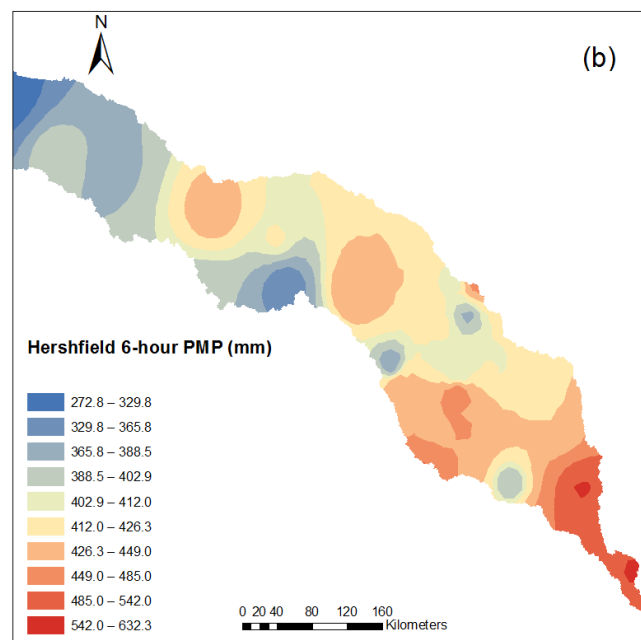 N
(b)
Hershfield 6-hour PMP (mm)
272.8 – 329.8
329.8 – 365.8
365.8 – 388.5
388.5 – 402.9
402.9 – 412.0
412.0 – 426.3
426.3 – 449.0
449.0 – 485.0
485.0 – 542.0
542.0 – 632.3
0 20 40 80 120 160
Kilometers